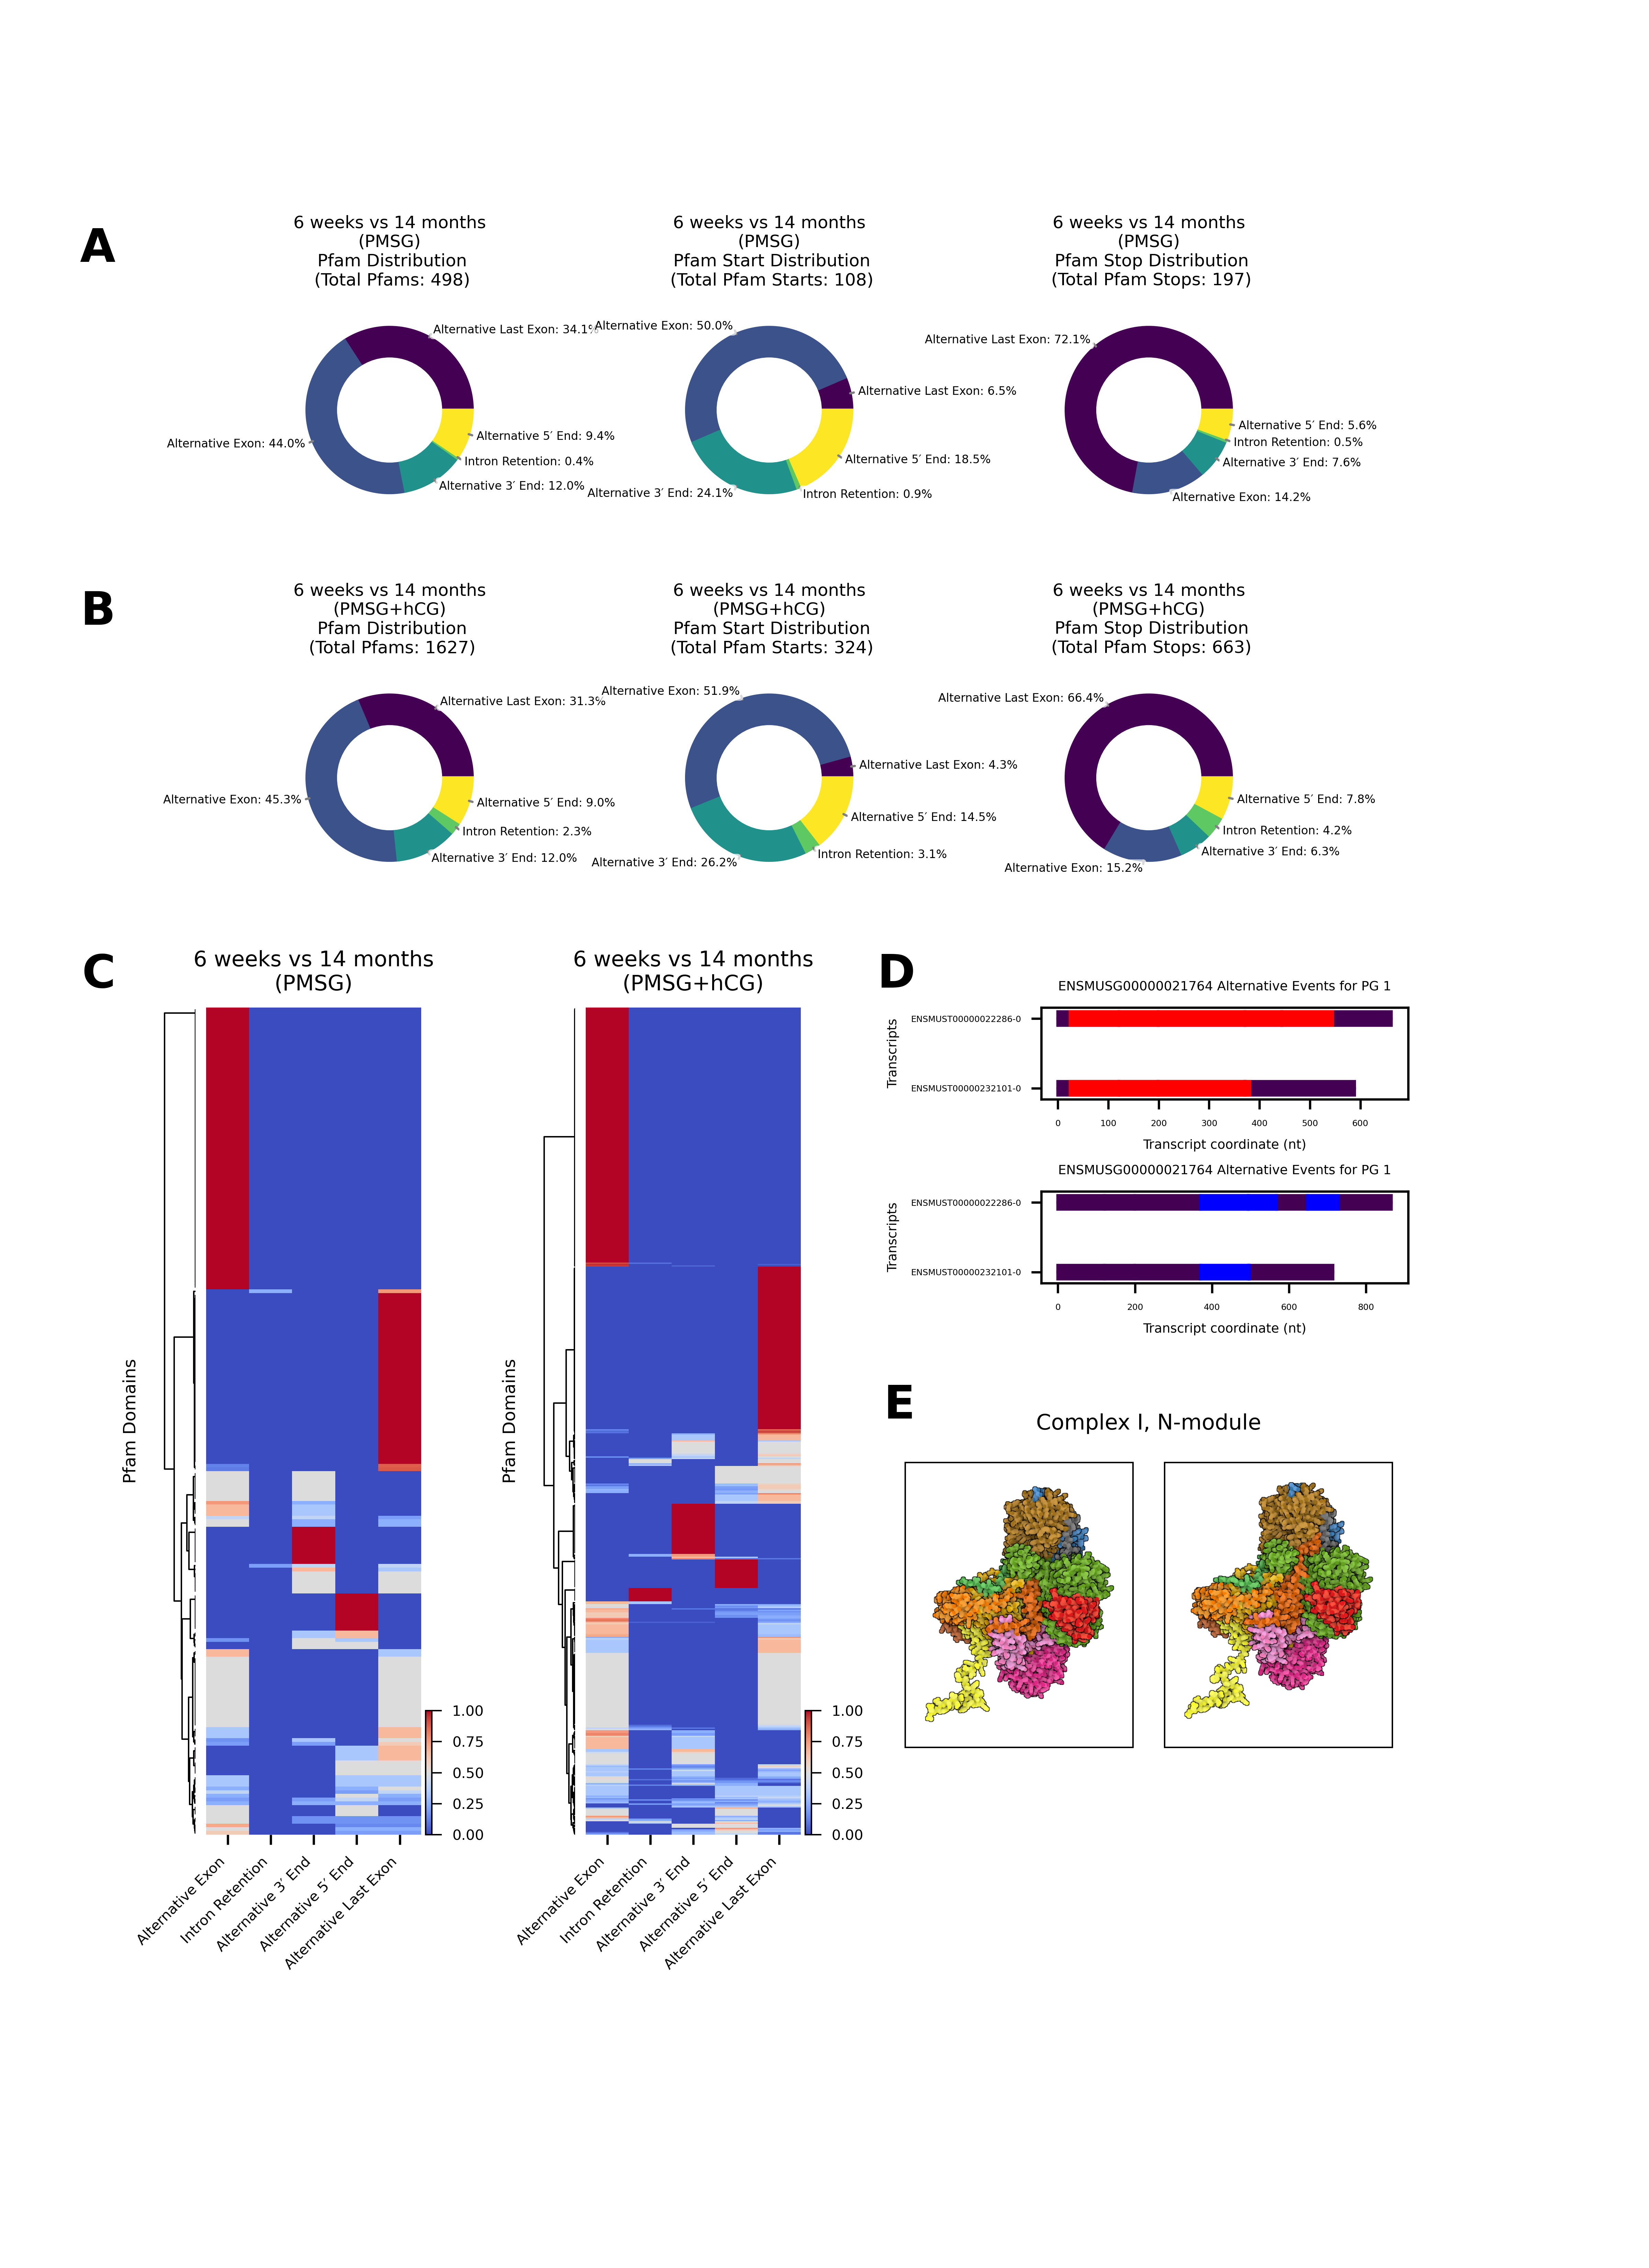 A
6 weeks vs 14 months
(PMSG)
Pfam Distribution
(Total Pfams: 498)
6 weeks vs 14 months
(PMSG)
Pfam Start Distribution
(Total Pfam Starts: 108)
6 weeks vs 14 months
(PMSG)
Pfam Stop Distribution
(Total Pfam Stops: 197)
Alternative Last Exon: 34.1%
Alternative Exon: 44.0%
Alternative 5′ End: 9.4%
Intron Retention: 0.4%
Alternative 3′ End: 12.0%
Alternative Exon: 50.0%
Alternative Last Exon: 6.5%
Alternative 5′ End: 18.5%
Alternative 3′ End: 24.1%
Intron Retention: 0.9%
Alternative Last Exon: 72.1%
Alternative 5′ End: 5.6%
Intron Retention: 0.5%
Alternative 3′ End: 7.6%
Alternative Exon: 14.2%
B
6 weeks vs 14 months
(PMSG+hCG)
Pfam Distribution
(Total Pfams: 1627)
6 weeks vs 14 months
(PMSG+hCG)
Pfam Start Distribution
(Total Pfam Starts: 324)
6 weeks vs 14 months
(PMSG+hCG)
Pfam Stop Distribution
(Total Pfam Stops: 663)
Alternative Last Exon: 31.3%
Alternative Exon: 45.3%
Alternative 5′ End: 9.0%
Intron Retention: 2.3%
Alternative 3′ End: 12.0%
Alternative Exon: 51.9%
Alternative Last Exon: 4.3%
Alternative 5′ End: 14.5%
Intron Retention: 3.1%
Alternative 3′ End: 26.2%
Alternative Last Exon: 66.4%
Alternative 5′ End: 7.8%
Intron Retention: 4.2%
Alternative 3′ End: 6.3%
Alternative Exon: 15.2%
C
6 weeks vs 14 months
(PMSG)
Pfam Domains
1.00
0.75
0.50
0.25
0.00
Alternative Exon
Intron Retention
Alternative 3′ End
Alternative 5′ End
Alternative Last Exon
6 weeks vs 14 months
(PMSG+hCG)
Pfam Domains
1.00
0.75
0.50
0.25
0.00
Alternative Exon
Intron Retention
Alternative 3′ End
Alternative 5′ End
Alternative Last Exon
D
ENSMUSG00000021764 Alternative Events for PG 1
Transcripts
ENSMUST00000022286-0
ENSMUST00000232101-0
0 100 200 300 400 500 600
Transcript coordinate (nt)
ENSMUSG00000021764 Alternative Events for PG 1
Transcripts
ENSMUST00000022286-0
ENSMUST00000232101-0
0 200 400 600 800
Transcript coordinate (nt)
E
Complex I, N-module